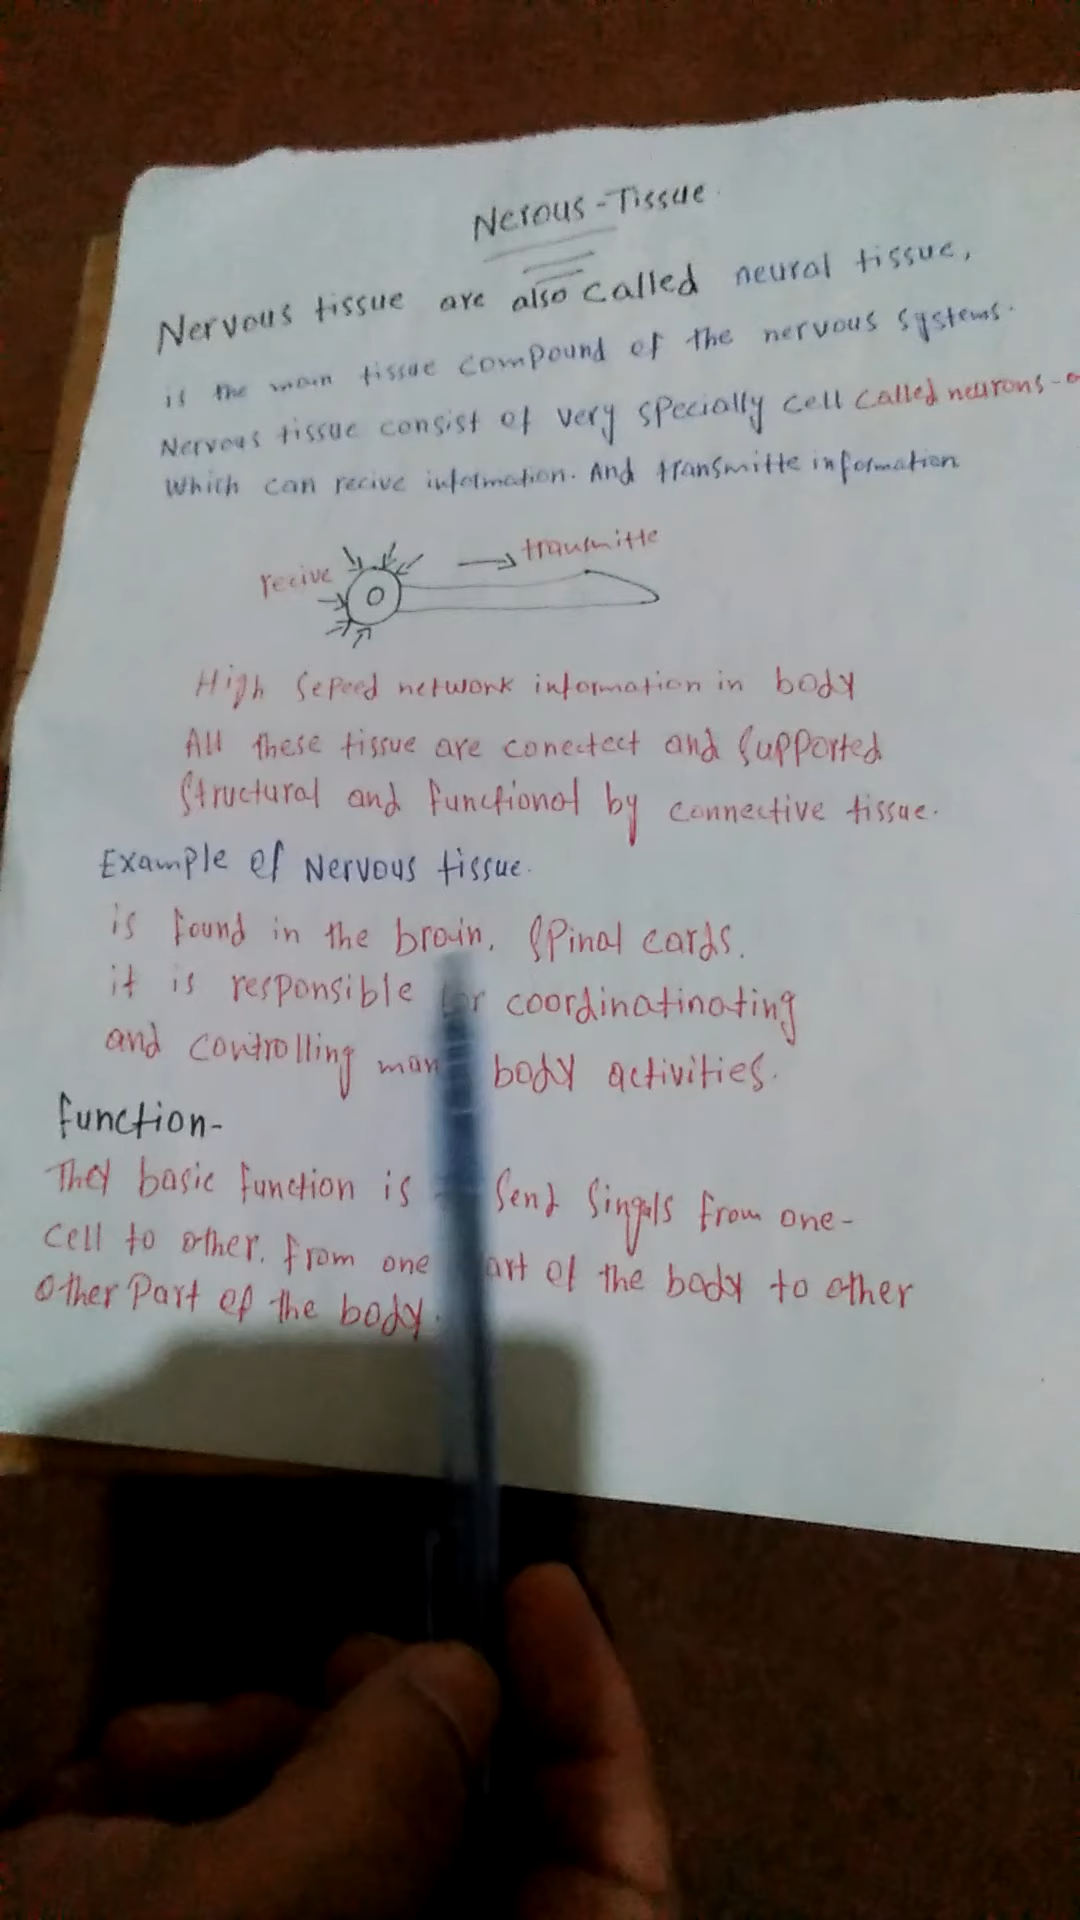 Nerous-Tissue
Nervous tissue are also called neural tissue,
is the main tissue compound of the nervous systems.
Nervous tissue consist of very specially cell called neurons-
Which can recive information. And transmitte information
transmitte
recive
High Sepeed network information in body
All these tissue are conectect and Supported
Structural and functional by connective tissue.
Example of Nervous tissue.
is found in the brain, Spinal cards.
it is responsible for coordinatinating
and controlling body activities.
function-
They basic function is Send Singals from one-
cell to other. from one of the body to other
other Part of the body.